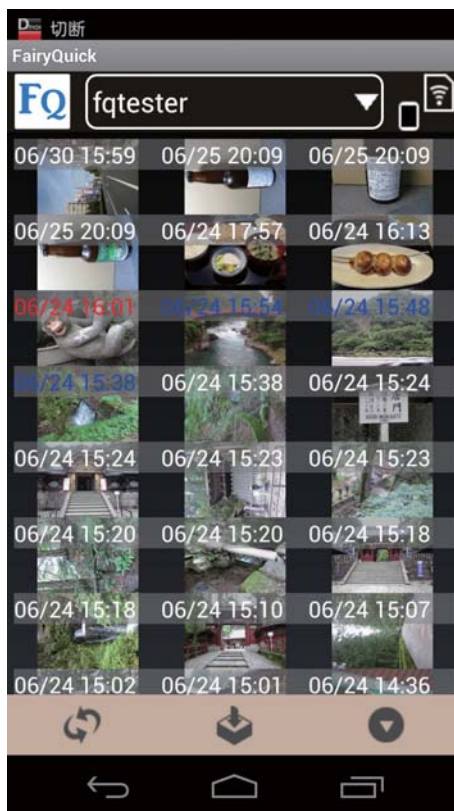 Dmov 切断
FairyQuick
FQ fqtester
06/30 15:59 06/25 20:09 06/25 20:09
06/25 20:09 06/24 17:57 06/24 16:13
06/24 16:01 06/24 15:54 06/24 15:48
06/24 15:38 06/24 15:38 06/24 15:24
06/24 15:24 06/24 15:23 06/24 15:23
06/24 15:20 06/24 15:20 06/24 15:18
06/24 15:18 06/24 15:10 06/24 15:07
06/24 15:02 06/24 15:01 06/24 14:36